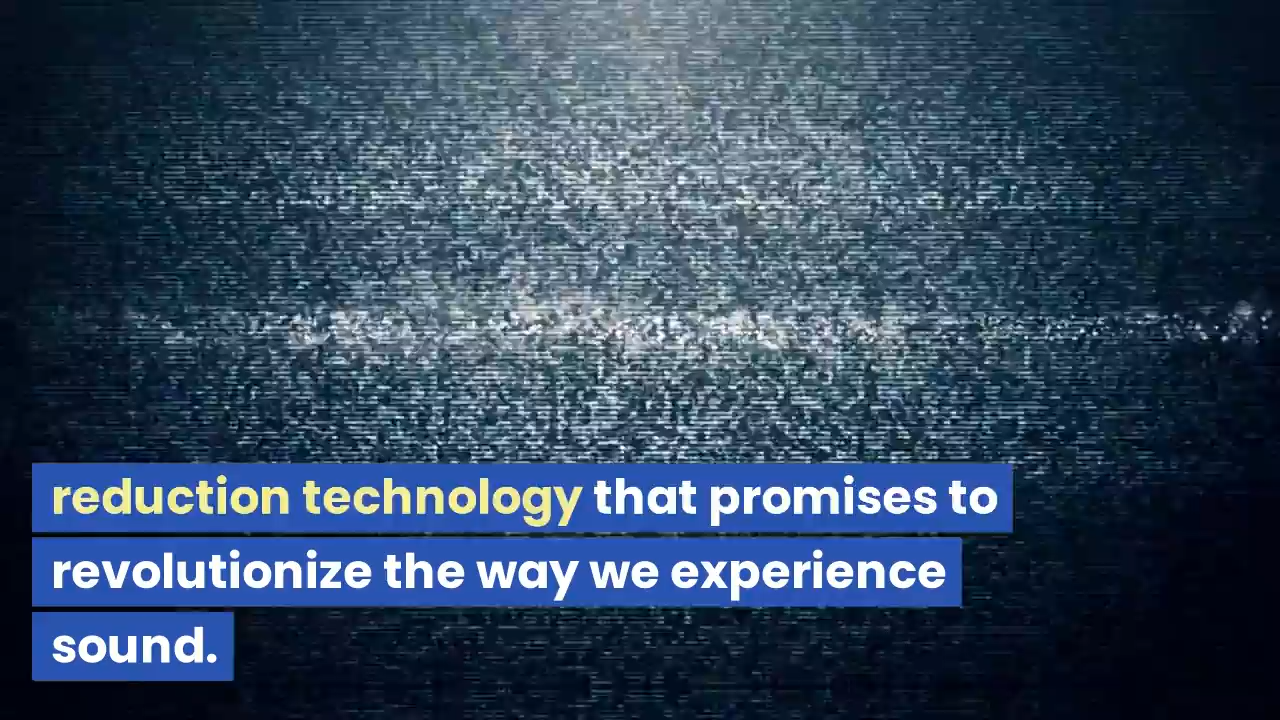 reduction technology that promises to
revolutionize the way we experience
sound.